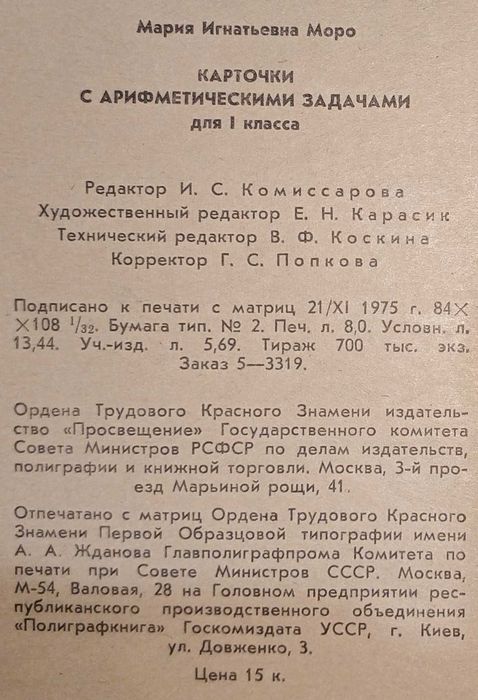 Мария Игнатьевна Моро
КАРТОЧКИ
С АРИФМЕТИЧЕСКИМИ ЗАДАЧАМИ
для I класса
Редактор И. С. Комиссарова
Художественный редактор Е. Н. Карасик
Технический редактор В. Ф. Коскина
Корректор Г. С. Попкова
Подписано к печати с матриц 21/XI 1975 г. 84×
×108 1/32. Бумага тип. № 2. Печ. л. 8,0. Условн. л.
13,44. Уч.-изд. л. 5,69. Тираж 700 тыс. экз.
Заказ 5—3319.
Ордена Трудового Красного Знамени издатель-
ство «Просвещение» Государственного комитета
Совета Министров РСФСР по делам издательств,
полиграфии и книжной торговли. Москва, 3-й про-
езд Марьиной рощи, 41.
Отпечатано с матриц Ордена Трудового Красного
Знамени Первой Образцовой типографии имени
А. А. Жданова Главполиграфпрома Комитета по
печати при Совете Министров СССР. Москва,
М-54, Валовая, 28 на Головном предприятии рес-
публиканского производственного объединения
«Полиграфкнига» Госкомиздата УССР, г. Киев,
ул. Довженко, 3.
Цена 15 к.